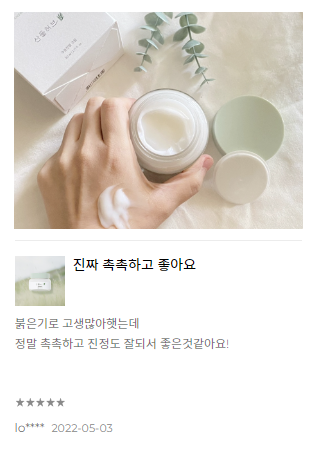 진짜 촉촉하고 좋아요
붉은기로 고생많아햇는데
정말 촉촉하고 진정도 잘되서 좋은것같아요!
★★★★★
lo**** 2022-05-03